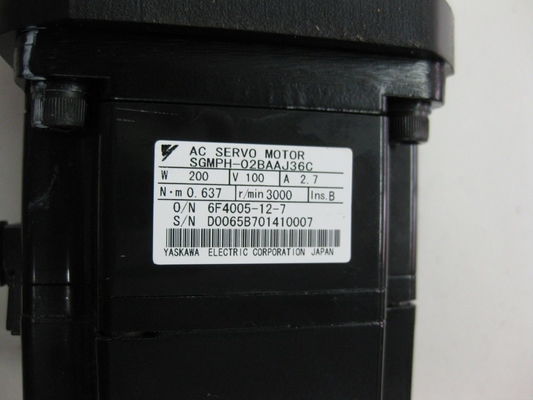 AC SERVO MOTOR
SGMPH-02BAAJ36C
W 200 V 100 A 2.7
N·m 0.637 r/min 3000 Ins.B
O/N 6F4005-12-7
S/N D0065B701410007
YASKAWA ELECTRIC CORPORATION JAPAN